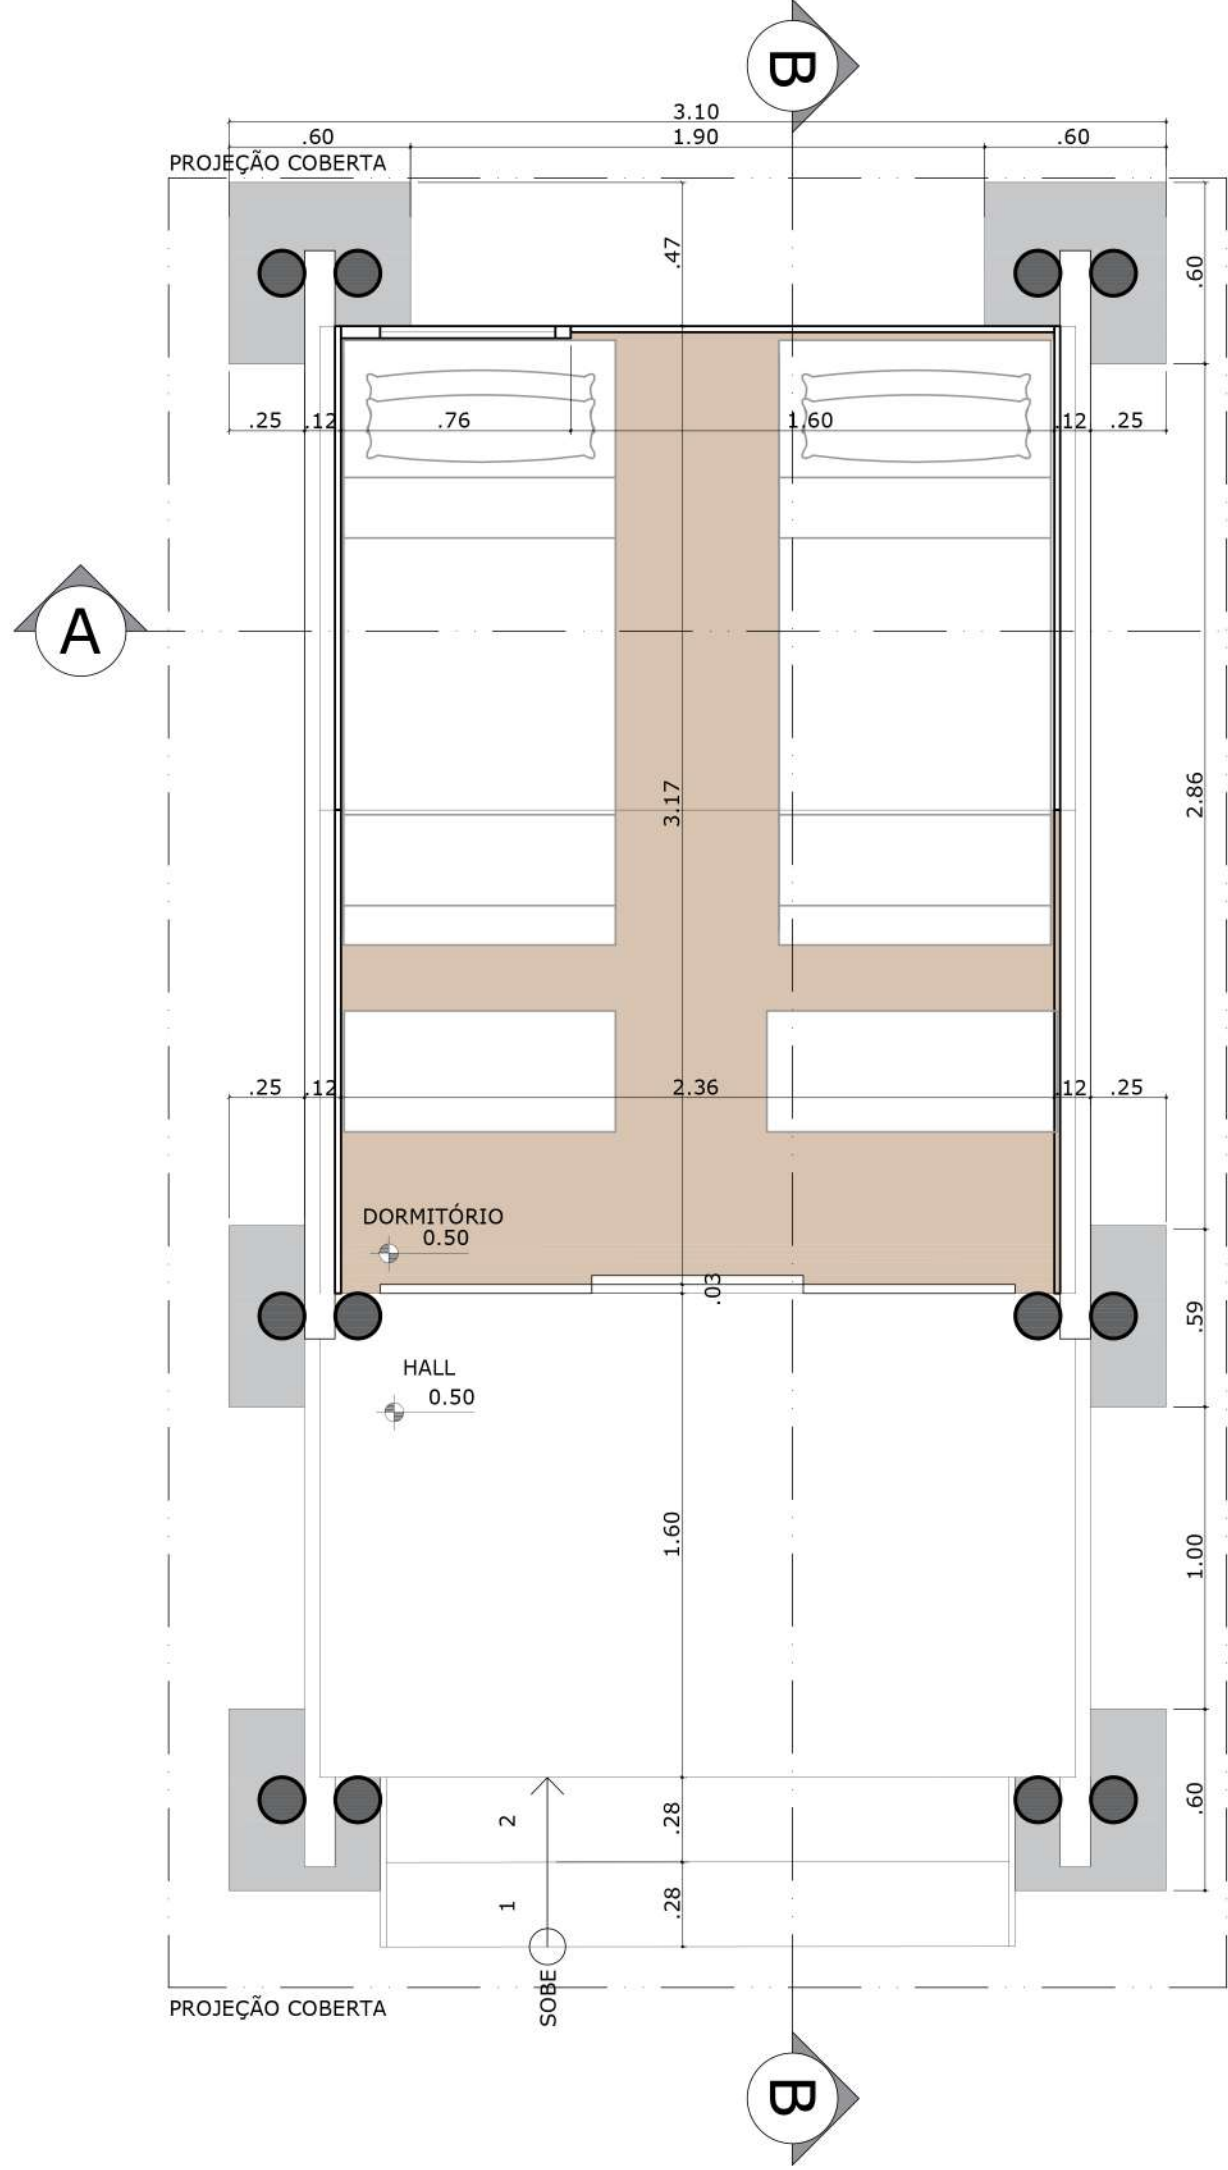 B
3.10
.60 1.90 .60
PROJEÇÃO COBERTA
.47
.60
.25 .12 .76 1.60 .12 .25
A
3.17
2.86
.25 .12 2.36 .12 .25
DORMITÓRIO
0.50
.03
.59
HALL
0.50
1.60
1.00
2
.28
.60
1
.28
SOBE
PROJEÇÃO COBERTA
B